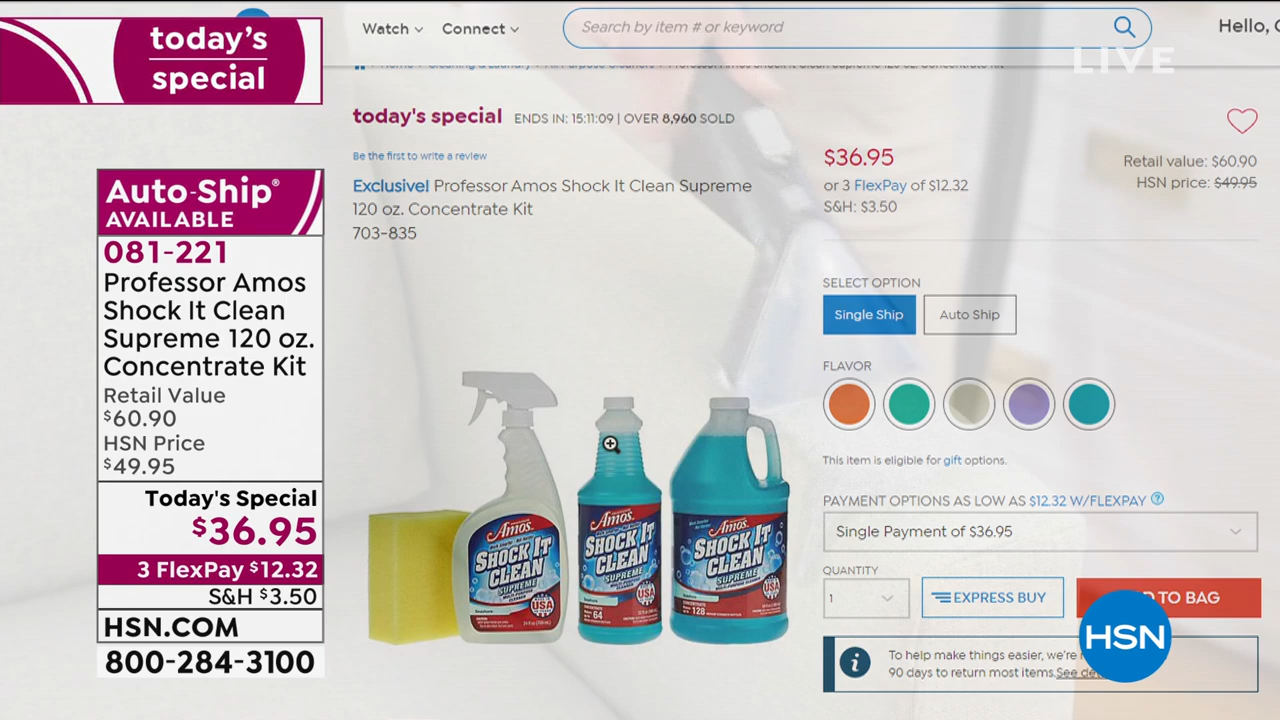 today's
special
Auto-Ship®
AVAILABLE
081-221
Professor Amos
Shock It Clean
Supreme 120 oz.
Concentrate Kit
Retail Value
$60.90
HSN Price
$49.95
Today's Special
$36.95
3 FlexPay $12.32
S&H $3.50
HSN.COM
800-284-3100
Watch
Connect
Search by item # or keyword
Hello,
LIVE
today's special
ENDS IN: 15:11:09 | OVER 8,960 SOLD
Be the first to write a review
Exclusive! Professor Amos Shock It Clean Supreme
120 oz. Concentrate Kit
703-835
$36.95
or 3 FlexPay of $12.32
S&H: $3.50
Retail value: $60.90
HSN price: $49.95
SELECT OPTION
Single Ship
Auto Ship
FLAVOR
This item is eligible for gift options.
PAYMENT OPTIONS AS LOW AS $12.32 W/FLEXPAY
Single Payment of $36.95
QUANTITY
1
EXPRESS BUY
TO BAG
HSN
To help make things easier, we're
90 days to return most items. See
Amos
SHOCK IT
CLEAN
SUPREME
USA
Amos
SHOCK IT
CLEAN
SUPREME
64
USA
Amos
SHOCK IT
CLEAN
SUPREME
128
USA